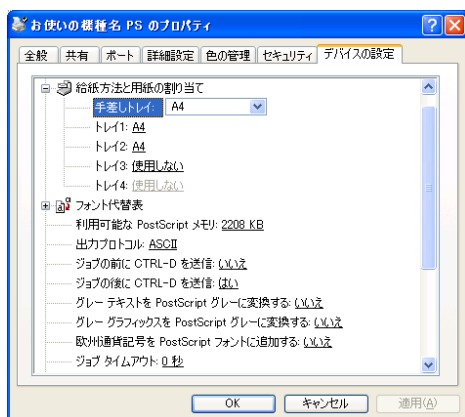 お使いの機種名 PS のプロパティ
全般 共有 ポート 詳細設定 色の管理 セキュリティ デバイスの設定
給紙方法と用紙の割り当て
手差しトレイ: A4
トレイ1: A4
トレイ2: A4
トレイ3: 使用しない
トレイ4: 使用しない
フォント代替表
利用可能な PostScript メモリ: 2208 KB
出力プロトコル: ASCII
ジョブの前に CTRL-D を送信: いいえ
ジョブの後に CTRL-D を送信: はい
グレー テキストを PostScript グレーに変換する: いいえ
グレー グラフィックスを PostScript グレーに変換する: いいえ
欧州通貨記号を PostScript フォントに追加する: いいえ
ジョブ タイムアウト: 0 秒
OK キャンセル 適用(A)